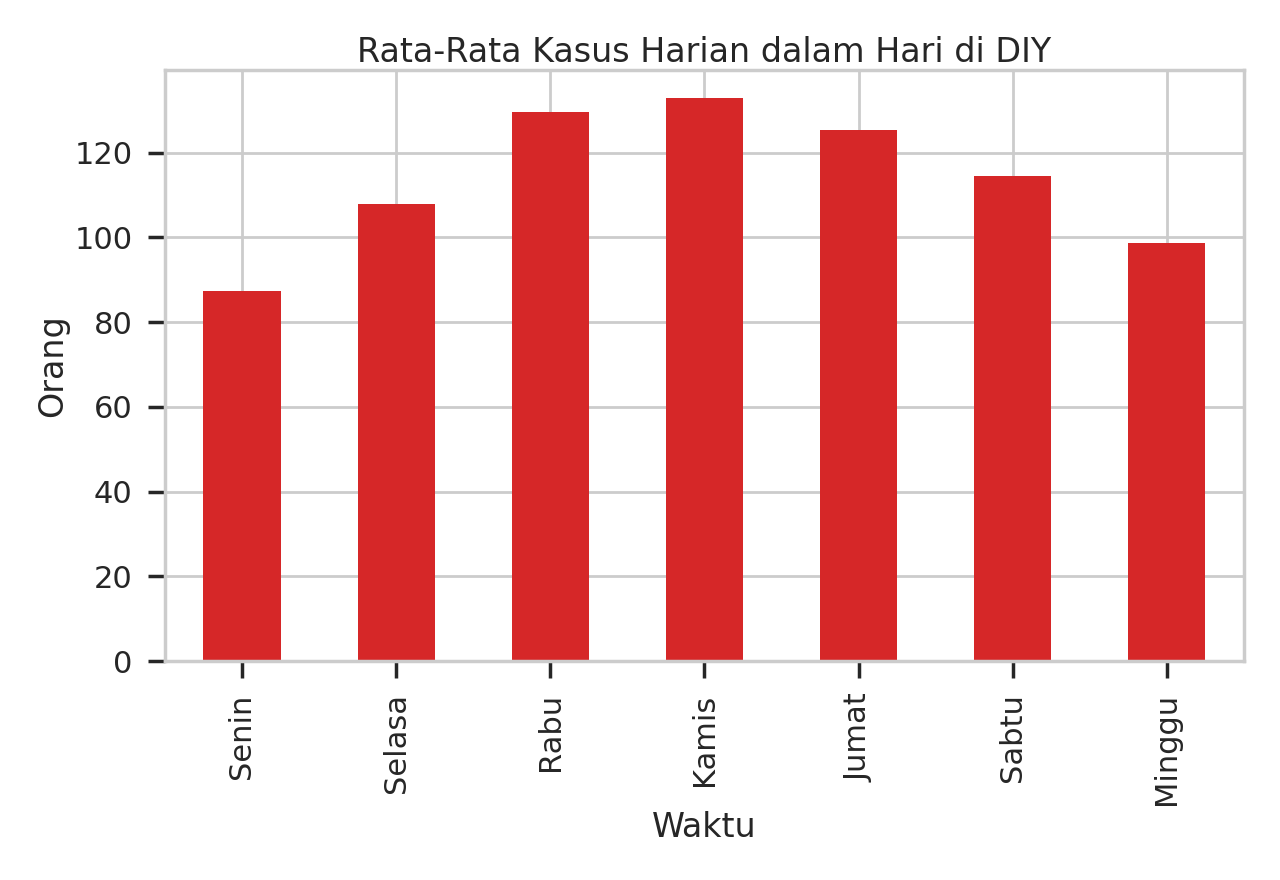 Rata-Rata Kasus Harian dalam Hari di DIY
120
100
80
60
40
20
0
Orang
Senin
Selasa
Rabu
Kamis
Jumat
Sabtu
Minggu
Waktu